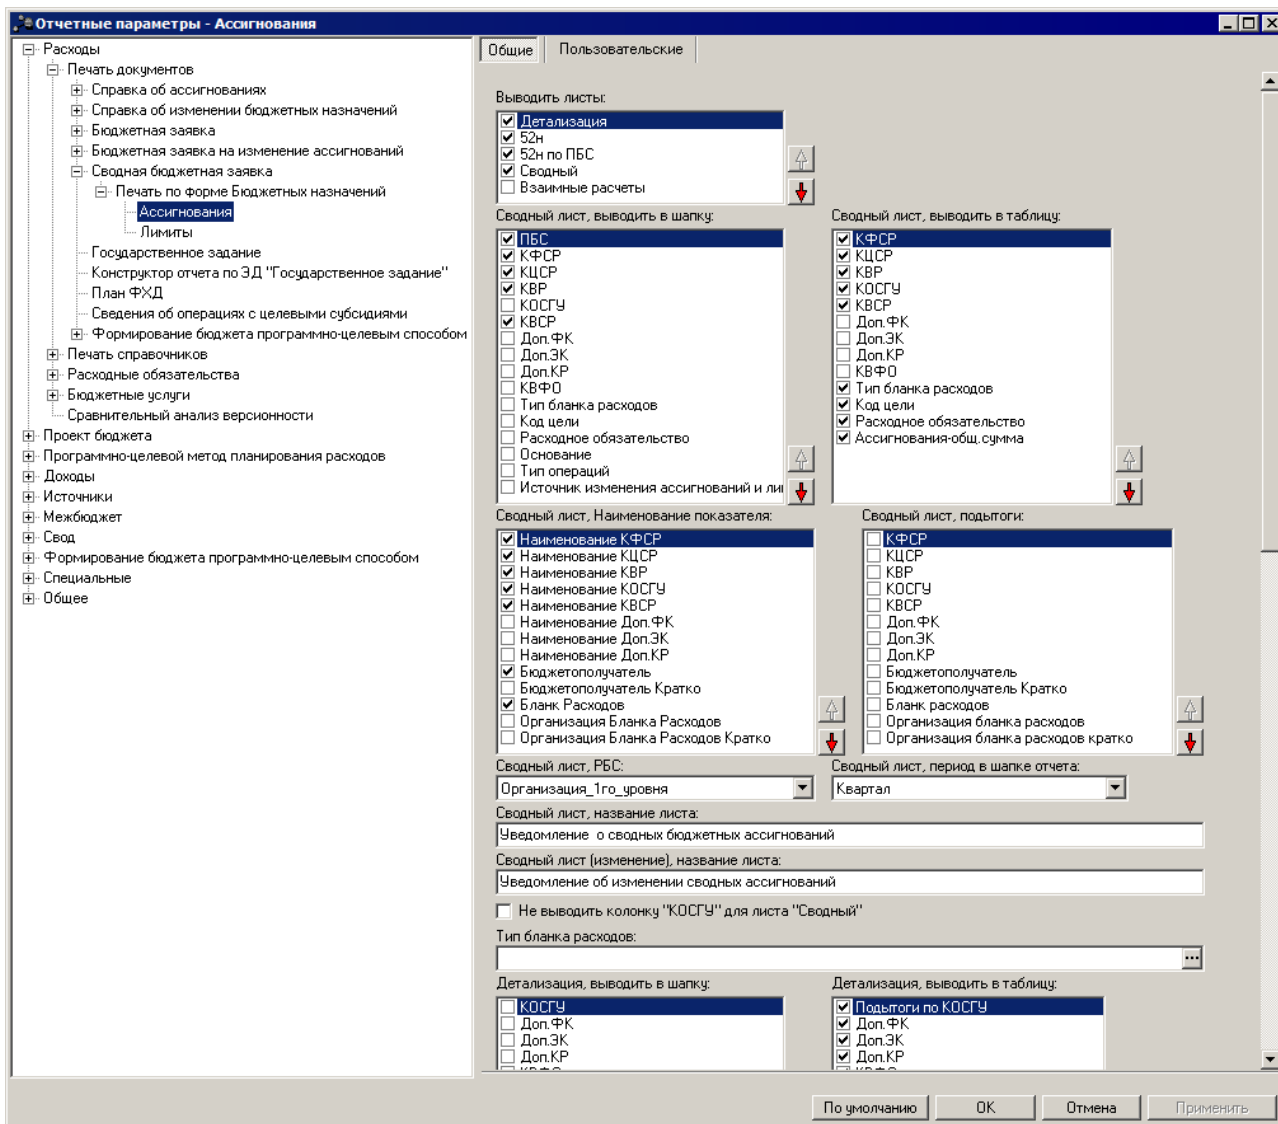 Отчетные параметры - Ассигнования
Расходы
Печать документов
Справка об ассигнованиях
Справка об изменении бюджетных назначений
Бюджетная заявка
Бюджетная заявка на изменение ассигнований
Сводная бюджетная заявка
Печать по форме Бюджетных назначений
Ассигнования
Лимиты
Государственное задание
Конструктор отчета по ЭД "Государственное задание"
План ФХД
Сведения об операциях с целевыми субсидиями
Формирование бюджета программно-целевым способом
Печать справочников
Расходные обязательства
Бюджетные услуги
Сравнительный анализ версионности
Проект бюджета
Программно-целевой метод планирования расходов
Доходы
Источники
Межбюджет
Свод
Формирование бюджета программно-целевым способом
Специальные
Общее
Общие
Пользовательские
Выводить листы:
Детализация
52н
52н по ПБС
Сводный
Взаимные расчеты
Сводный лист, выводить в шапку:
ПБС
КФСР
КЦСР
КВР
КОСГУ
КВСР
Доп.ФК
Доп.ЭК
Доп.КР
КВФО
Тип бланка расходов
Код цели
Расходное обязательство
Основание
Тип операций
Источник изменения ассигнований и ли
Сводный лист, выводить в таблицу:
КФСР
КЦСР
КВР
КОСГУ
КВСР
Доп.ФК
Доп.ЭК
Доп.КР
КВФО
Тип бланка расходов
Код цели
Расходное обязательство
Ассигнования-общ.сумма
Сводный лист, Наименование показателя:
Наименование КФСР
Наименование КЦСР
Наименование КВР
Наименование КОСГУ
Наименование КВСР
Наименование Доп.ФК
Наименование Доп.ЭК
Наименование Доп.КР
Бюджетополучатель
Бюджетополучатель Кратко
Бланк Расходов
Организация Бланка Расходов
Организация Бланка Расходов Кратко
Сводный лист, подытоги:
КФСР
КЦСР
КВР
КОСГУ
КВСР
Доп.ФК
Доп.ЭК
Доп.КР
Бюджетополучатель
Бюджетополучатель Кратко
Бланк расходов
Организация бланка расходов
Организация бланка расходов кратко
Сводный лист, РБС:
Организация_1го_уровня
Сводный лист, период в шапке отчета:
Квартал
Сводный лист, название листа:
Уведомление о сводных бюджетных ассигнований
Сводный лист (изменение), название листа:
Уведомление об изменении сводных ассигнований
Не выводить колонку "КОСГУ" для листа "Сводный"
Тип бланка расходов:
...
Детализация, выводить в шапку:
КОСГУ
Доп.ФК
Доп.ЭК
Доп.КР
Детализация, выводить в таблицу:
Подытоги по КОСГУ
Доп.ФК
Доп.ЭК
Доп.КР
По умолчанию
OK
Отмена
Применить